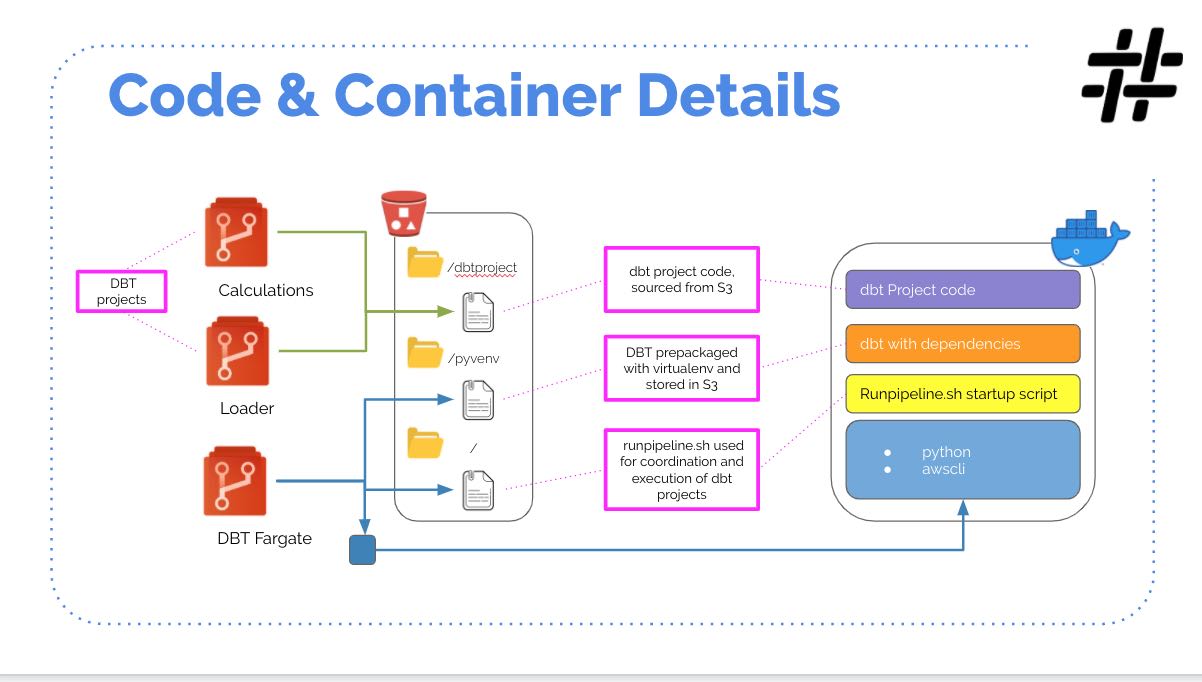 Code & Container Details
DBT
projects
Calculations
Loader
DBT Fargate
/dbtproject
/pyvenv
/
dbt project code,
sourced from S3
DBT prepackaged
with virtualenv and
stored in S3
runpipeline.sh used
for coordination and
execution of dbt
projects
dbt Project code
dbt with dependencies
Runpipeline.sh startup script
● python
● awscli